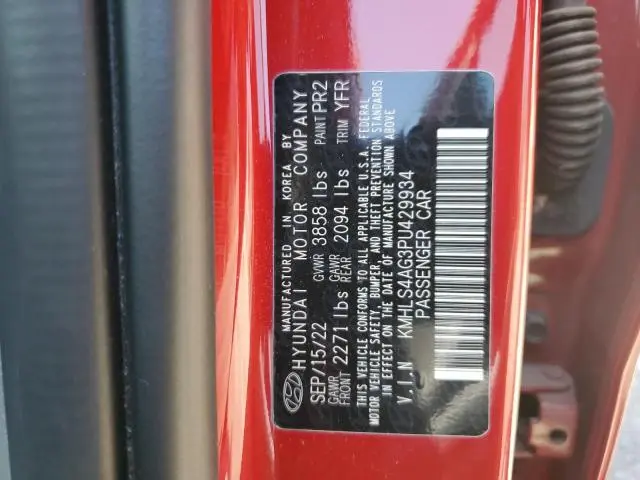 MANUFACTURED IN KOREA BY
HYUNDAI MOTOR COMPANY
SEP/15/22 GVWR 3858 lbs PAINT PR2
GAWR FRONT 2271 lbs GAWR REAR 2094 lbs TRIM YFR
THIS VEHICLE CONFORMS TO ALL APPLICABLE U.S.A. FEDERAL
MOTOR VEHICLE SAFETY, BUMPER, AND THEFT PREVENTION STANDARDS
IN EFFECT ON THE DATE OF MANUFACTURE SHOWN ABOVE
V.I.N KMHLS4AG3PU429934
PASSENGER CAR